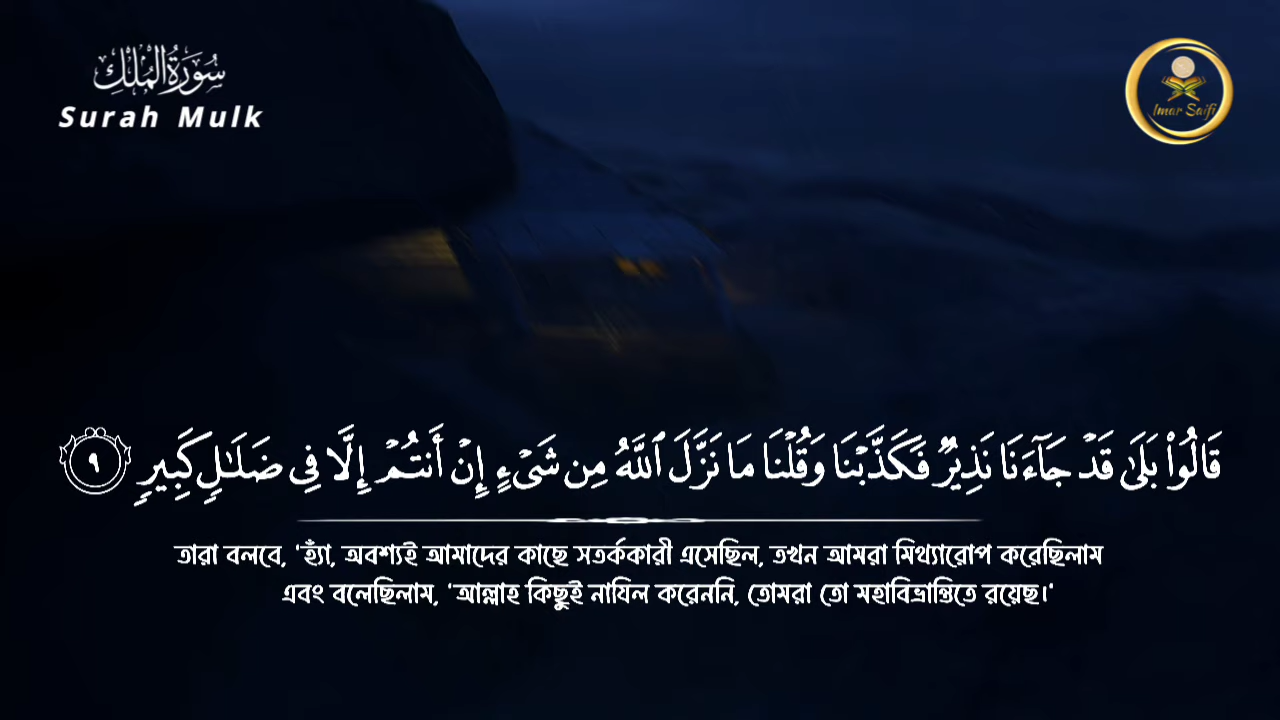 سُورَةُ الْمُلْكِ
Surah Mulk
Imar Saifi
قَالُوا۟ بَلَىٰ قَدْ جَآءَنَا نَذِيرٌ فَكَذَّبْنَا وَقُلْنَا مَا نَزَّلَ ٱللَّهُ مِن شَىْءٍ إِنْ أَنتُمْ إِلَّا فِى ضَلَـٰلٍ كَبِيرٍ ٩
তারা বলবে, 'হ্যাঁ, অবশ্যই আমাদের কাছে সতর্ককারী এসেছিল, তখন আমরা মিথ্যারোপ করেছিলাম
এবং বলেছিলাম, 'আল্লাহ কিছুই নাযিল করেননি, তোমরা তো মহাবিভ্রান্তিতে রয়েছ।'